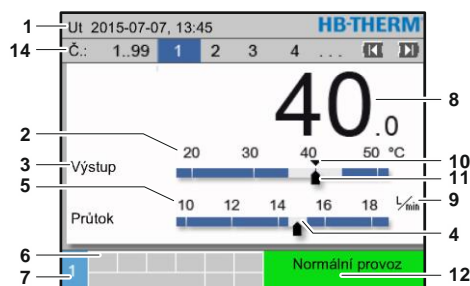 1 Ut 2015-07-07, 13:45 HB-THERM
14 Č.: 1..99 1 2 3 4 ...
40.0 8
2 20 30 40 50 °C 10
3 Výstup 11
5 10 12 14 16 18 L/min 9
Průtok 4
6 Normální provoz
7 1 12